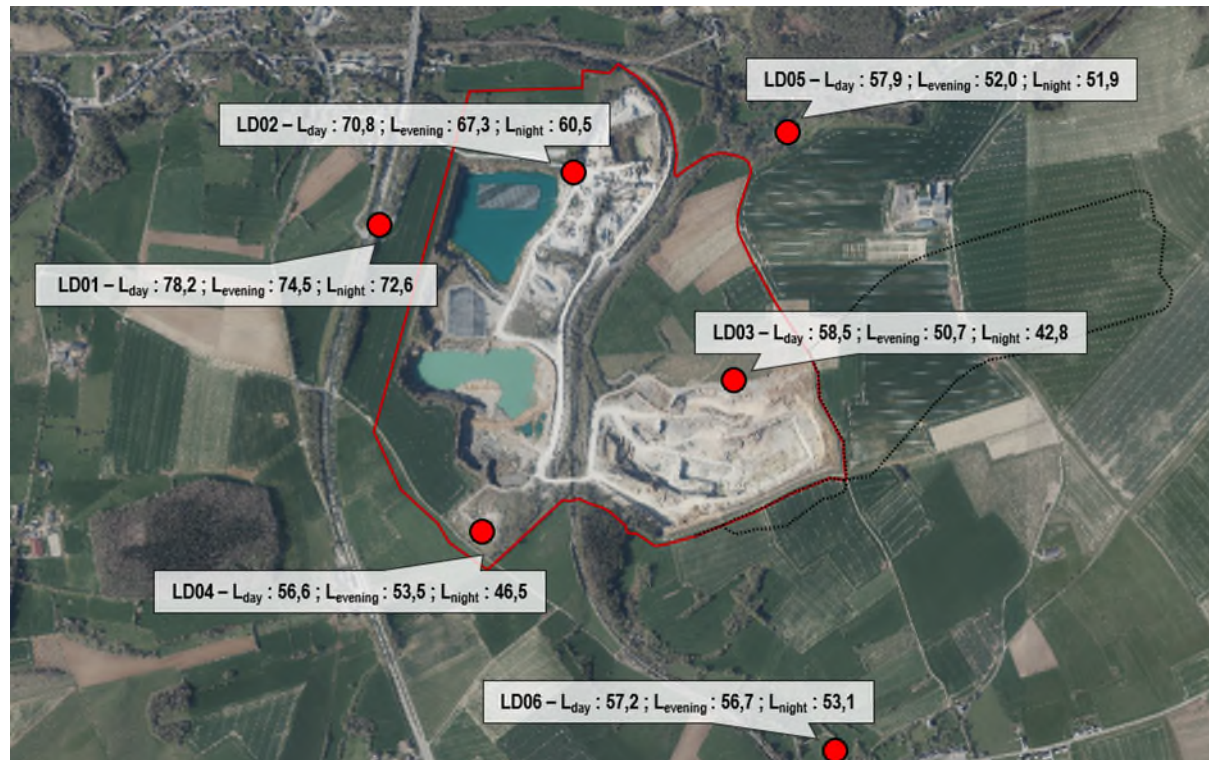 LD05 – Lday : 57,9 ; Levening : 52,0 ; Lnight : 51,9
LD02 – Lday : 70,8 ; Levening : 67,3 ; Lnight : 60,5
LD01 – Lday : 78,2 ; Levening : 74,5 ; Lnight : 72,6
LD03 – Lday : 58,5 ; Levening : 50,7 ; Lnight : 42,8
LD04 – Lday : 56,6 ; Levening : 53,5 ; Lnight : 46,5
LD06 – Lday : 57,2 ; Levening : 56,7 ; Lnight : 53,1